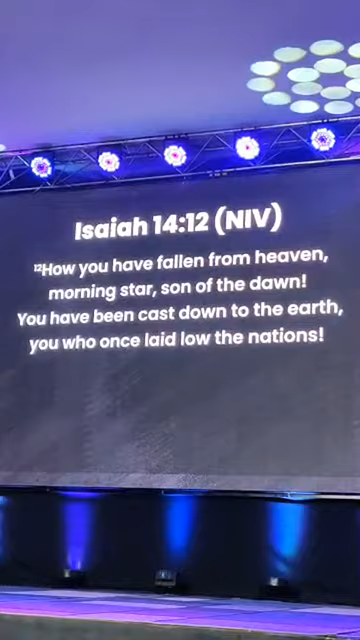 Isaiah 14:12 (NIV)
¹²How you have fallen from heaven,
morning star, son of the dawn!
You have been cast down to the earth,
you who once laid low the nations!